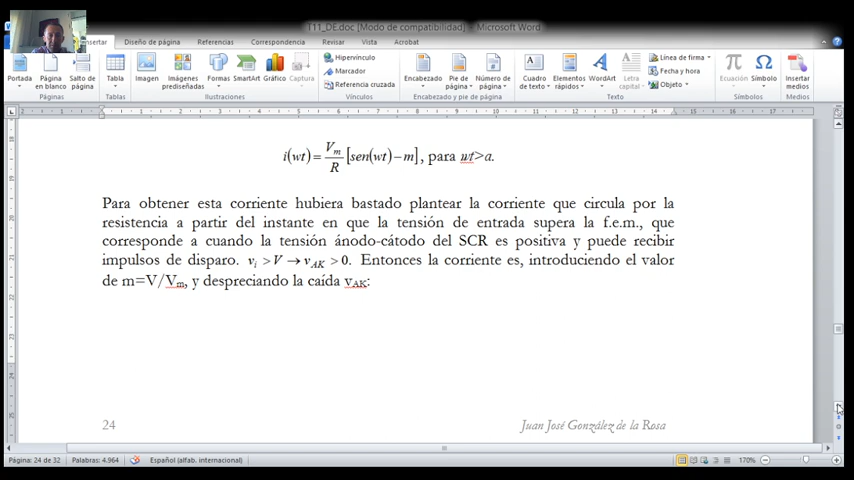 T11_DE.doc [Modo de compatibilidad] - Microsoft Word
Insertar Diseño de página Referencias Correspondencia Revisar Vista Acrobat
Portada Página en blanco Salto de página Tabla Imagen Imágenes prediseñadas Formas SmartArt Gráfico Captura Hipervínculo Marcador Referencia cruzada Encabezado Pie de página Número de página Cuadro de texto Elementos rápidos WordArt Letra capital Línea de firma Fecha y hora Objeto Ecuación Símbolo Insertar medios
Páginas Tablas Ilustraciones Vínculos Encabezado y pie de página Texto Símbolos Medios
i(wt) = V_m/R [sen(wt) − m], para wt>a.
Para obtener esta corriente hubiera bastado plantear la corriente que circula por la
resistencia a partir del instante en que la tensión de entrada supera la f.e.m., que
corresponde a cuando la tensión ánodo-cátodo del SCR es positiva y puede recibir
impulsos de disparo. v_i > V → v_AK > 0. Entonces la corriente es, introduciendo el valor
de m=V/V_m, y despreciando la caída v_AK:
24 Juan José González de la Rosa
Página: 24 de 32 Palabras: 4.964 Español (alfab. internacional) 170%